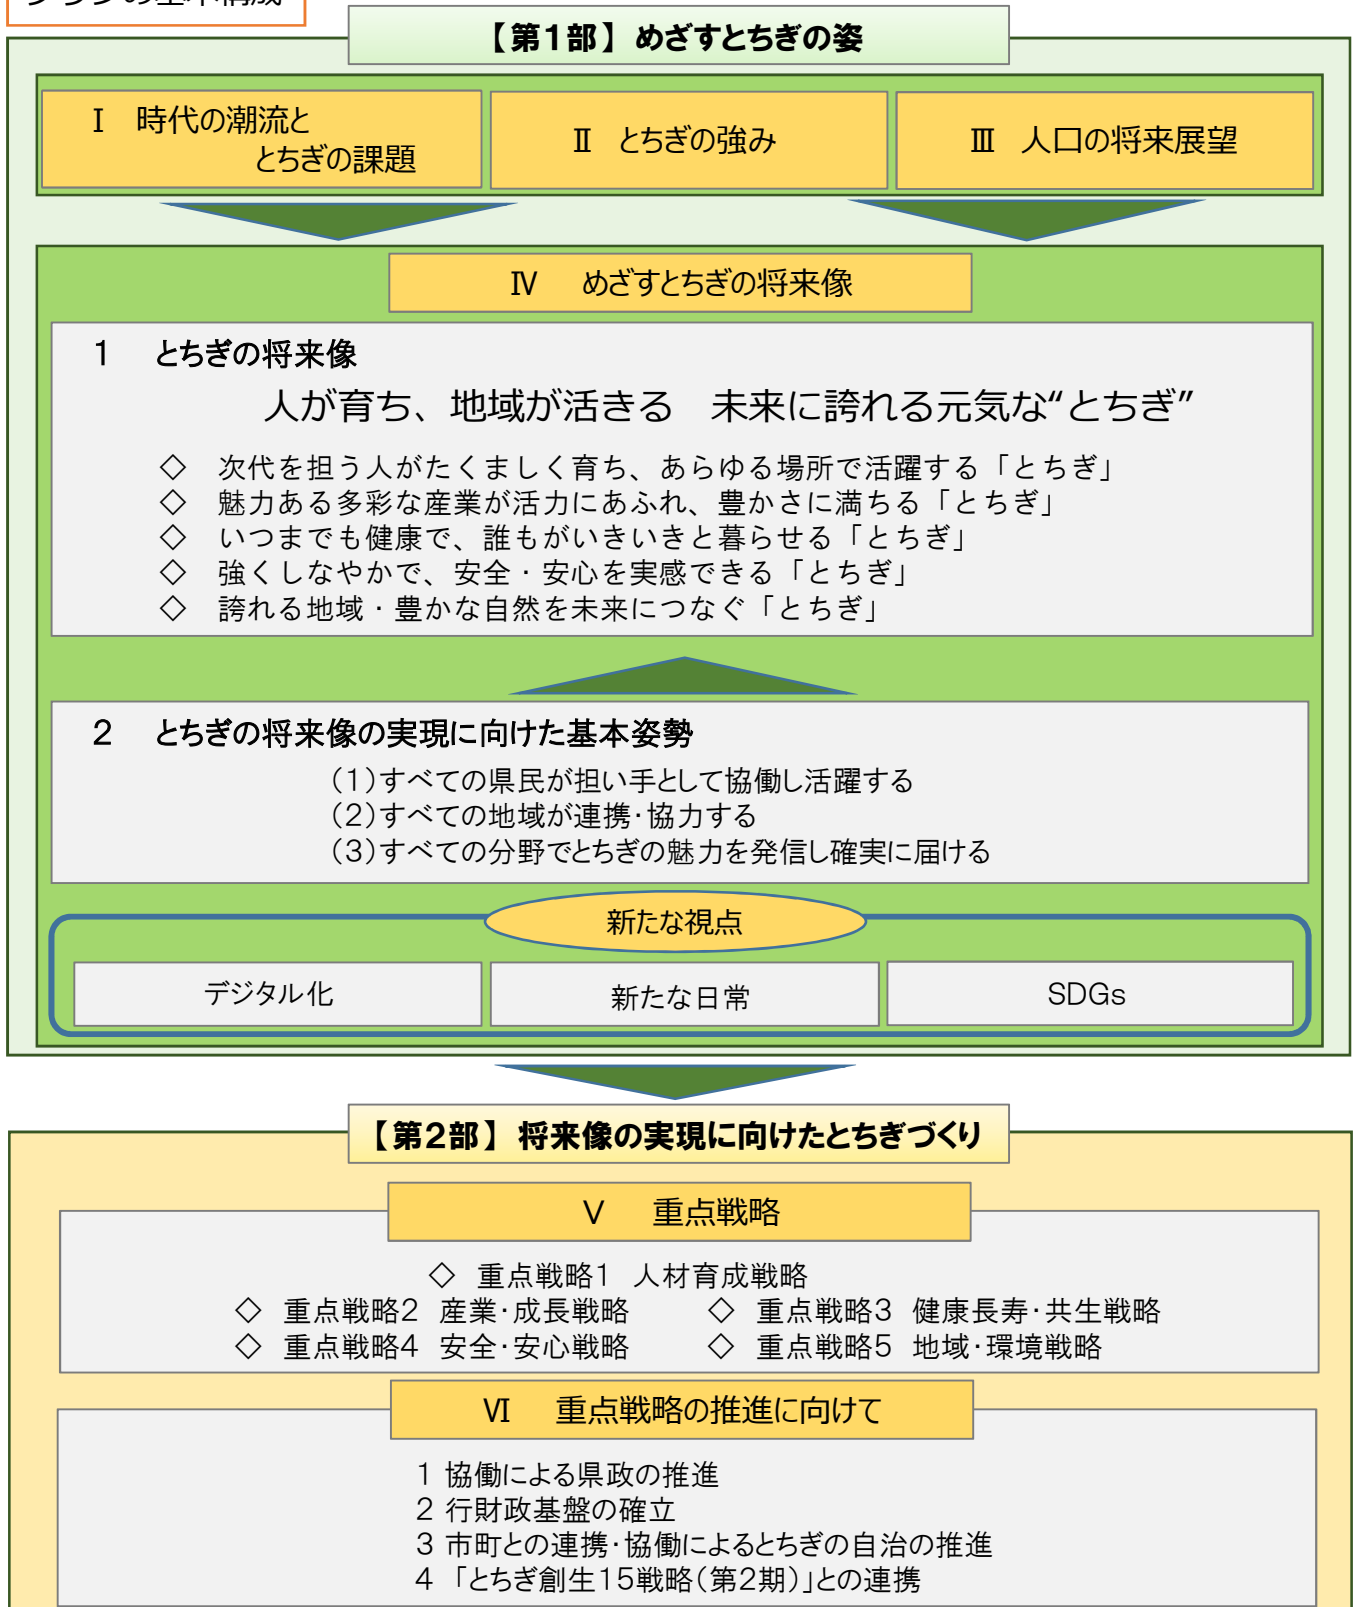 プランの基本構成
【第1部】めざすとちぎの姿
Ⅰ　時代の潮流と
とちぎの課題
Ⅱ　とちぎの強み
Ⅲ　人口の将来展望
Ⅳ　めざすとちぎの将来像
1　とちぎの将来像
人が育ち、地域が活きる　未来に誇れる元気な“とちぎ”
◇　次代を担う人がたくましく育ち、あらゆる場所で活躍する「とちぎ」
◇　魅力ある多彩な産業が活力にあふれ、豊かさに満ちる「とちぎ」
◇　いつまでも健康で、誰もがいきいきと暮らせる「とちぎ」
◇　強くしなやかで、安全・安心を実感できる「とちぎ」
◇　誇れる地域・豊かな自然を未来につなぐ「とちぎ」
2　とちぎの将来像の実現に向けた基本姿勢
（1）すべての県民が担い手として協働し活躍する
（2）すべての地域が連携・協力する
（3）すべての分野でとちぎの魅力を発信し確実に届ける
新たな視点
デジタル化
新たな日常
SDGs
【第2部】将来像の実現に向けたとちぎづくり
Ⅴ　重点戦略
◇　重点戦略1　人材育成戦略
◇　重点戦略2　産業・成長戦略　◇　重点戦略3　健康長寿・共生戦略
◇　重点戦略4　安全・安心戦略　◇　重点戦略5　地域・環境戦略
Ⅵ　重点戦略の推進に向けて
1 協働による県政の推進
2 行財政基盤の確立
3 市町との連携・協働によるとちぎの自治の推進
4 「とちぎ創生15戦略（第2期）」との連携